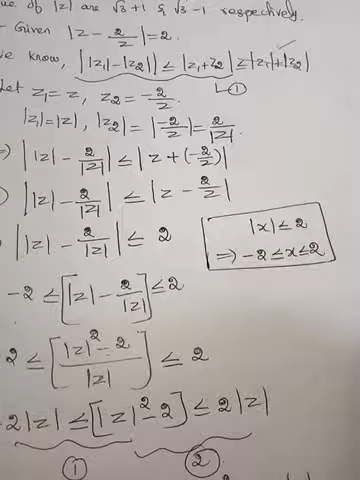 ue of |z| are √3+1 & √3-1 respectively.
- Given |z - 2/z| = 2.
ve know, ||z₁|-|z₂|| ≤ |z₁+z₂| ≤ |z₁|+|z₂|
①
Let z₁ = z, z₂ = -2/z.
|z₁| = |z|, |z₂| = |-2/z| = 2/|z|
⇒) ||z| - 2/|z|| ≤ |z + (-2/z)|
) ||z| - 2/|z|| ≤ |z - 2/z|
||z| - 2/|z|| ≤ 2
|x| ≤ 2
⇒ -2 ≤ x ≤ 2
-2 ≤ [|z| - 2/|z|] ≤ 2
2 ≤ [|z|² - 2 / |z|] ≤ 2
2|z| ≤ [|z|² - 2] ≤ 2|z|
① ②